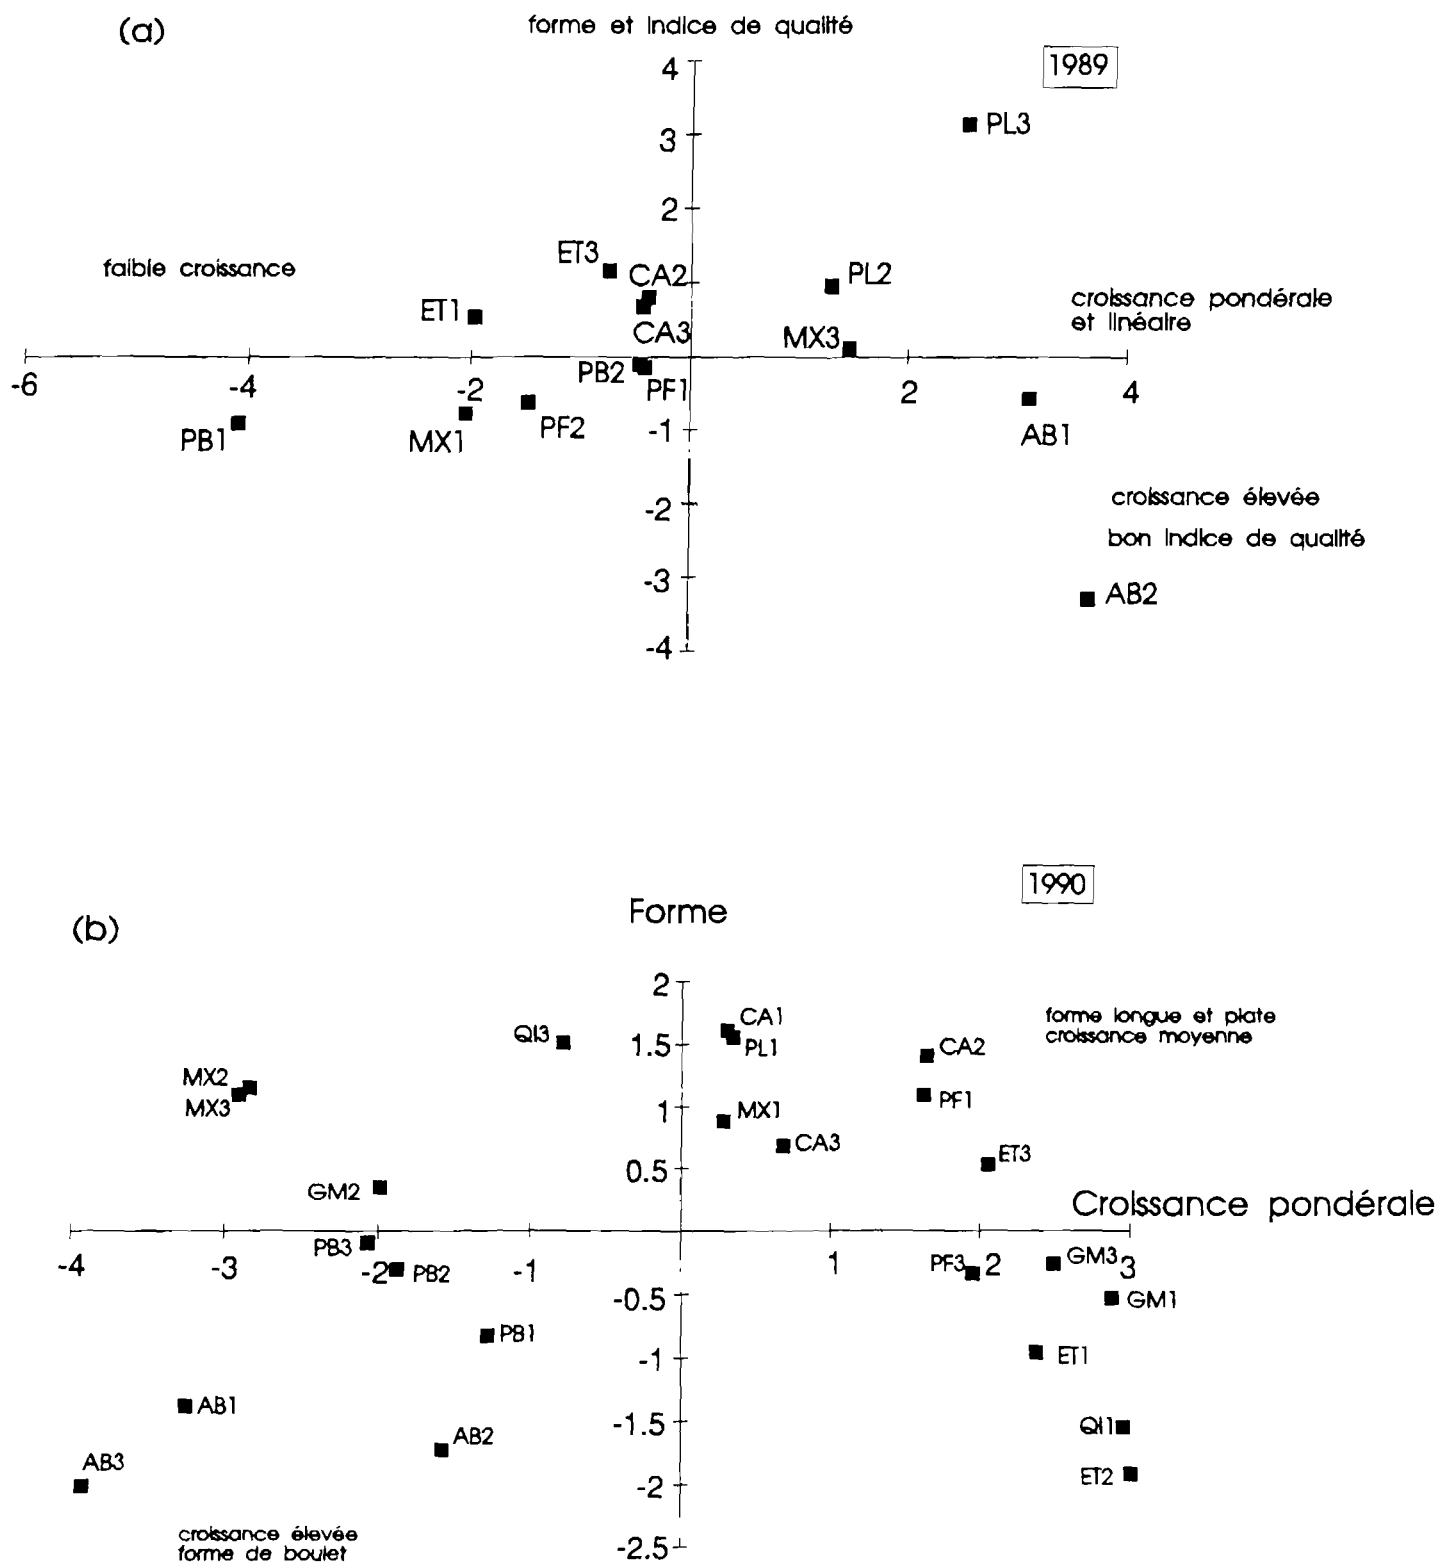 (a)
forme et indice de qualité
1989
4
PL3
3
2
ET3
faible croissance
CA2
PL2
croissance pondérale
et linéaire
ET1
CA3
MX3
PB2
PF1
-6
-4
-2
2
4
PB1
MX1
PF2
-1
AB1
croissance élevée
-2
bon indice de qualité
-3
AB2
-4
1990
Forme
(b)
2
CA1
forme longue et plate
croissance moyenne
QI3
1.5
PL1
CA2
MX2
MX3
1
MX1
PF1
CA3
ET3
0.5
GM2
Croissance pondérale
PB3
PF3
GM3
-4
-3
-2
PB2
-1
1
2
3
-0.5
GM1
PB1
-1
ET1
AB1
-1.5
QI1
AB2
AB3
-2
ET2
croissance élevée
forme de boulet
-2.5